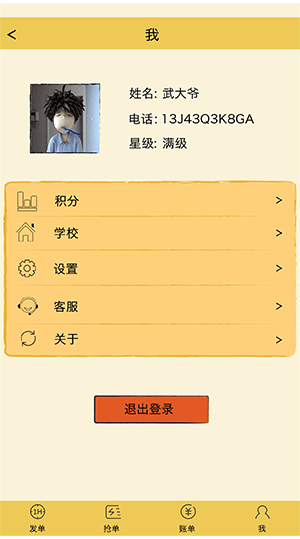 <
我
姓名: 武大爷
电话: 13J43Q3K8GA
星级: 满级
积分 >
学校 >
设置 >
客服 >
关于 >
退出登录
1H ¥
发单 抢单 账单 我